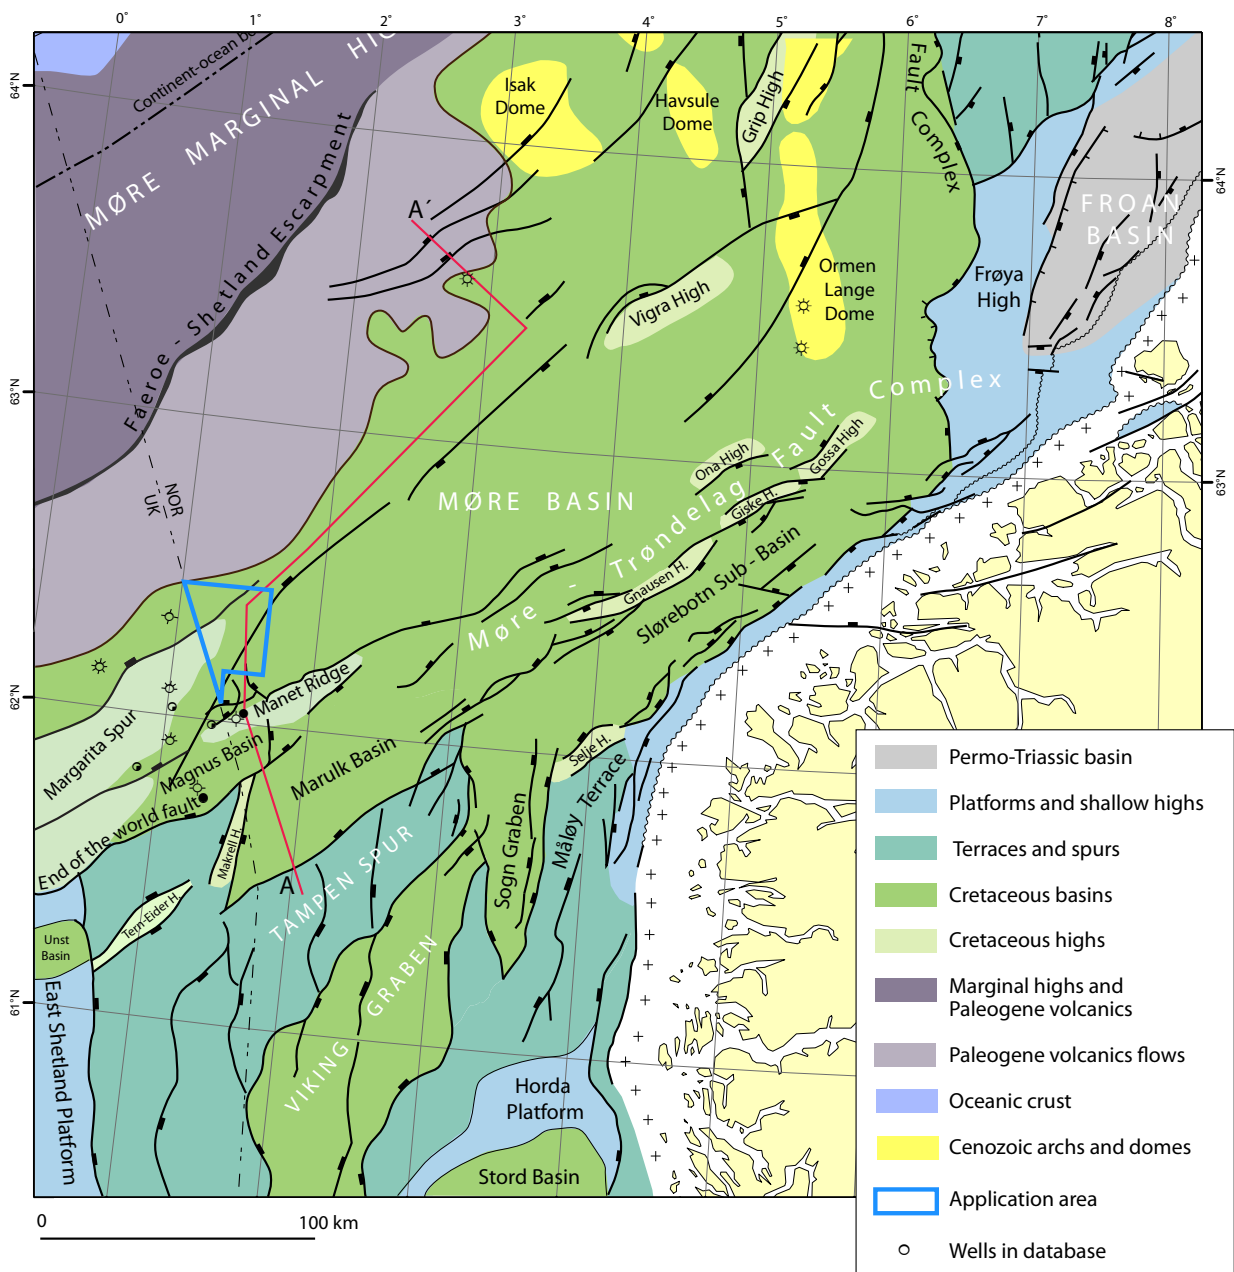 0°
1°
2°
3°
4°
5°
6°
7°
8°
64°N
63°N
62°N
61°N
64°N
63°N
Continent-ocean bo
MØRE MARGINAL HIG
Faeroe - Shetland Escarpment
Isak
Dome
Havsule
Dome
Grip High
Fault
Complex
FROAN
BASIN
A´
Vigra High
Ormen
Lange
Dome
Frøya
High
NOR
UK
MØRE BASIN
Møre - Trøndelag Fault Complex
Ona High
Gossa High
Giske H.
Gnausen H.
Slørebotn Sub - Basin
Margarita Spur
Manet Ridge
Magnus Basin
Marulk Basin
Selje H.
End of the world fault
Makrell H.
A
TAMPEN SPUR
Sogn Graben
Måløy Terrace
Tern-Eider H.
Unst
Basin
East Shetland Platform
VIKING GRABEN
Horda
Platform
Stord Basin
0
100 km
Permo-Triassic basin
Platforms and shallow highs
Terraces and spurs
Cretaceous basins
Cretaceous highs
Marginal highs and
Paleogene volcanics
Paleogene volcanics flows
Oceanic crust
Cenozoic archs and domes
Application area
Wells in database